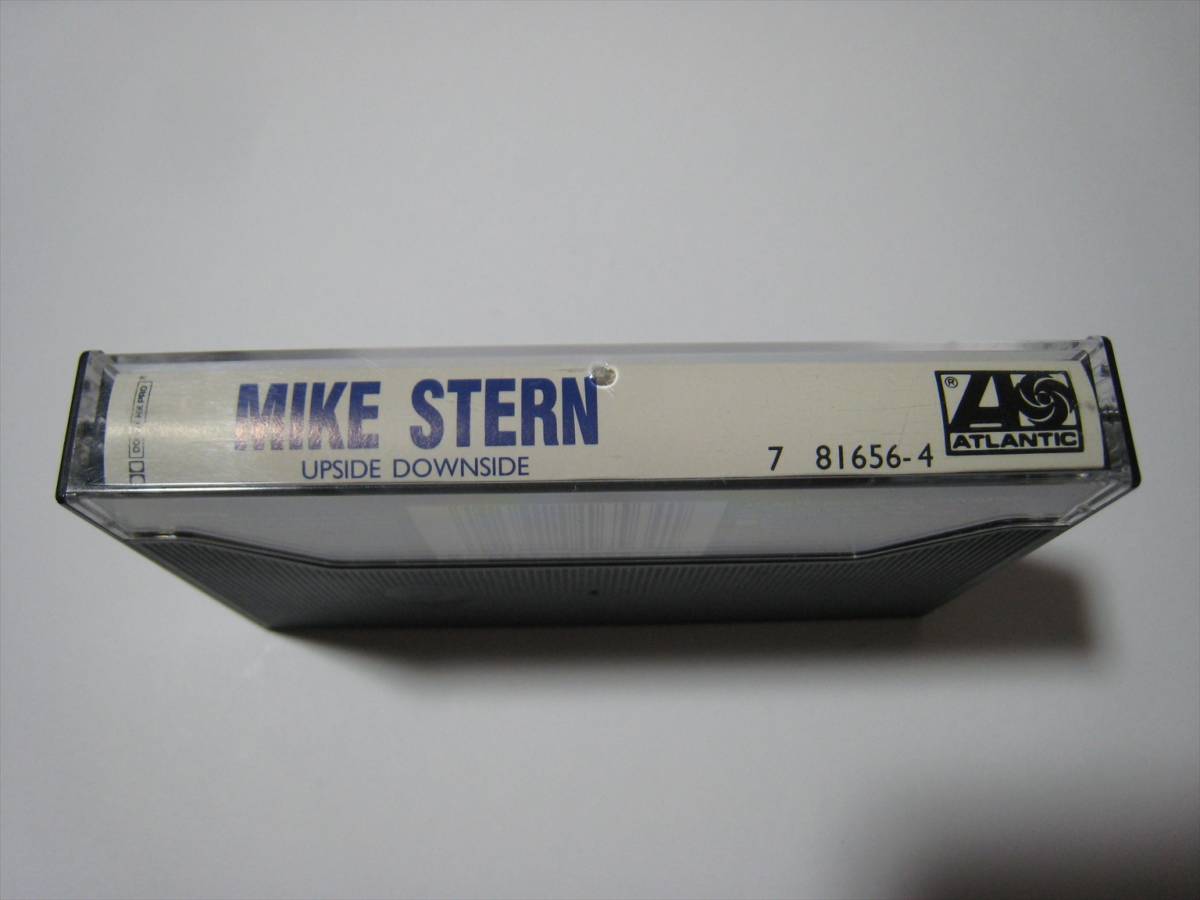 MIKE STERN
UPSIDE DOWNSIDE
7 81656-4
®
ATLANTIC